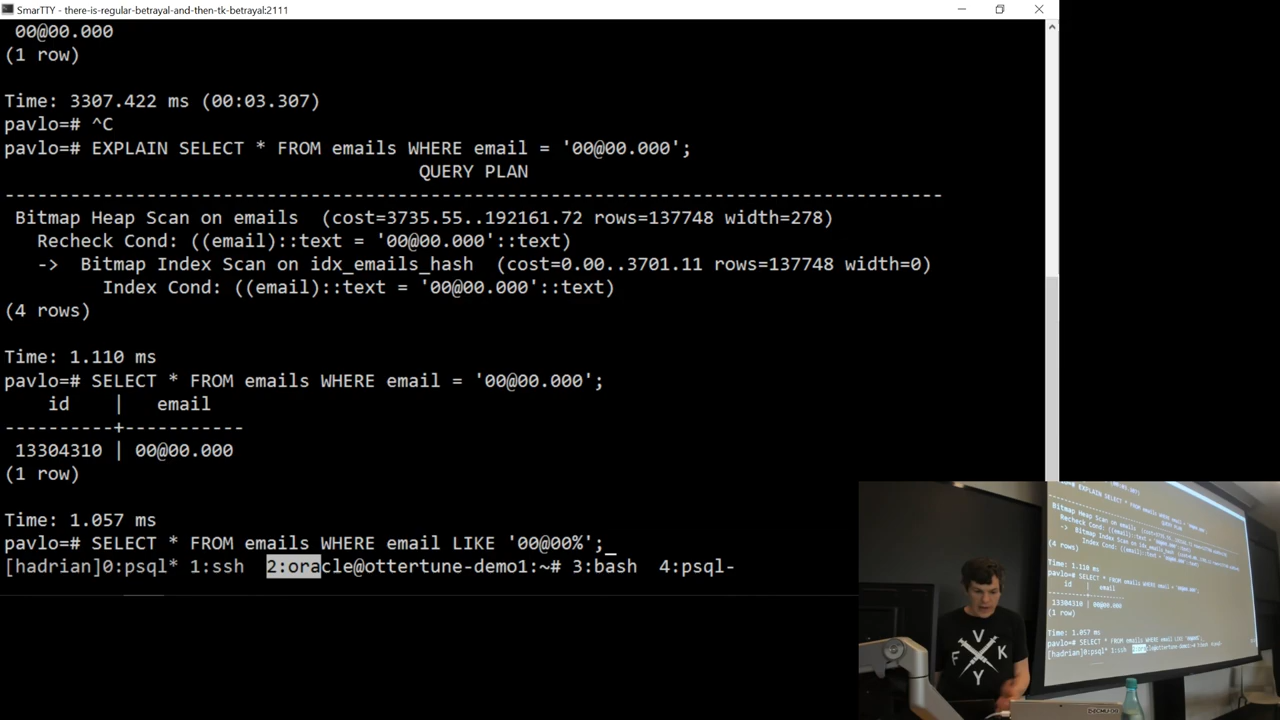 SmarTTY - there-is-regular-betrayal-and-then-tk-betrayal:2111
00@00.000
(1 row)
Time: 3307.422 ms (00:03.307)
pavlo=# ^C
pavlo=# EXPLAIN SELECT * FROM emails WHERE email = '00@00.000';
QUERY PLAN
--------------------------------------------------------------------------------------
Bitmap Heap Scan on emails  (cost=3735.55..192161.72 rows=137748 width=278)
Recheck Cond: ((email)::text = '00@00.000'::text)
->  Bitmap Index Scan on idx_emails_hash  (cost=0.00..3701.11 rows=137748 width=0)
Index Cond: ((email)::text = '00@00.000'::text)
(4 rows)
Time: 1.110 ms
pavlo=# SELECT * FROM emails WHERE email = '00@00.000';
id    |   email
----------+-----------
13304310 | 00@00.000
(1 row)
Time: 1.057 ms
pavlo=# SELECT * FROM emails WHERE email LIKE '00@00%';_
[hadrian]0:psql* 1:ssh  2:oracle@ottertune-demo1:~# 3:bash  4:psql-
V
F K
Y